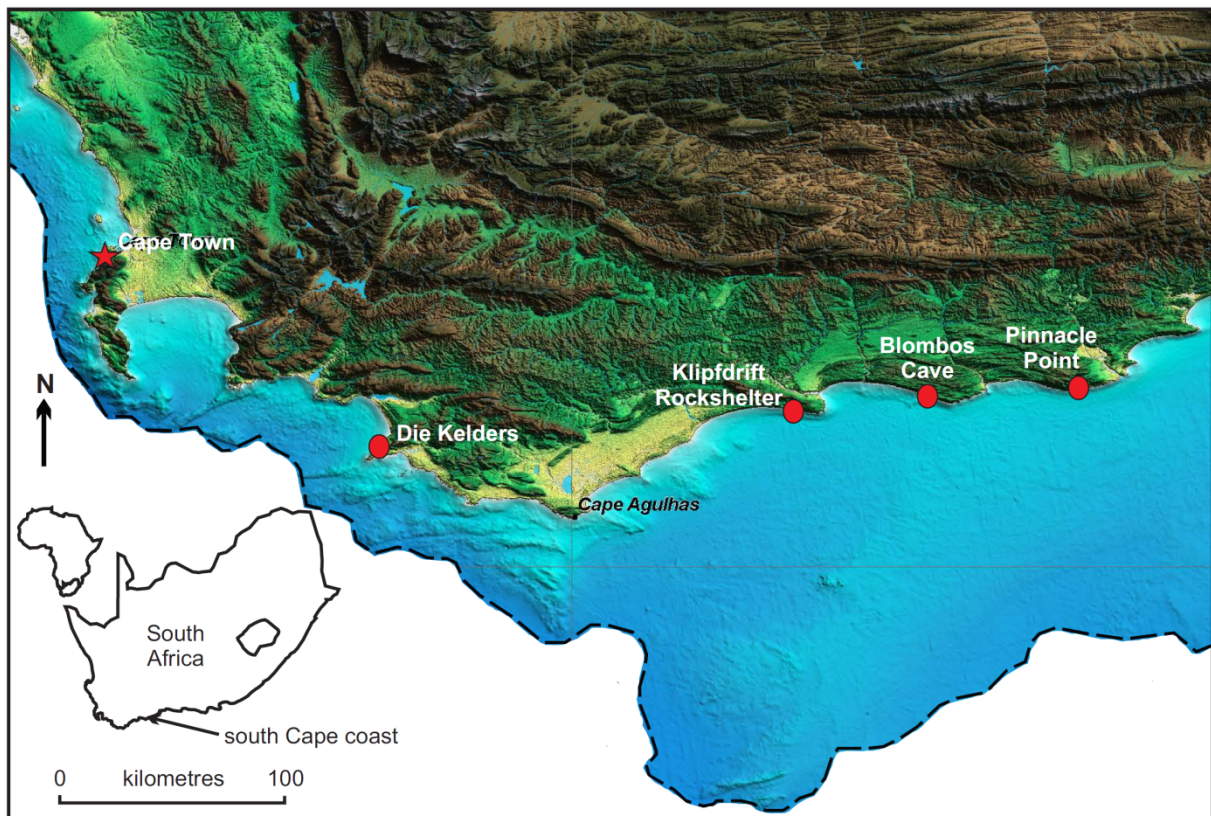 Cape Town
Pinnacle
Point
Blombos
Cave
Klipfdrift
Rockshelter
N
Die Kelders
Cape Agulhas
South
Africa
south Cape coast
0 kilometres 100